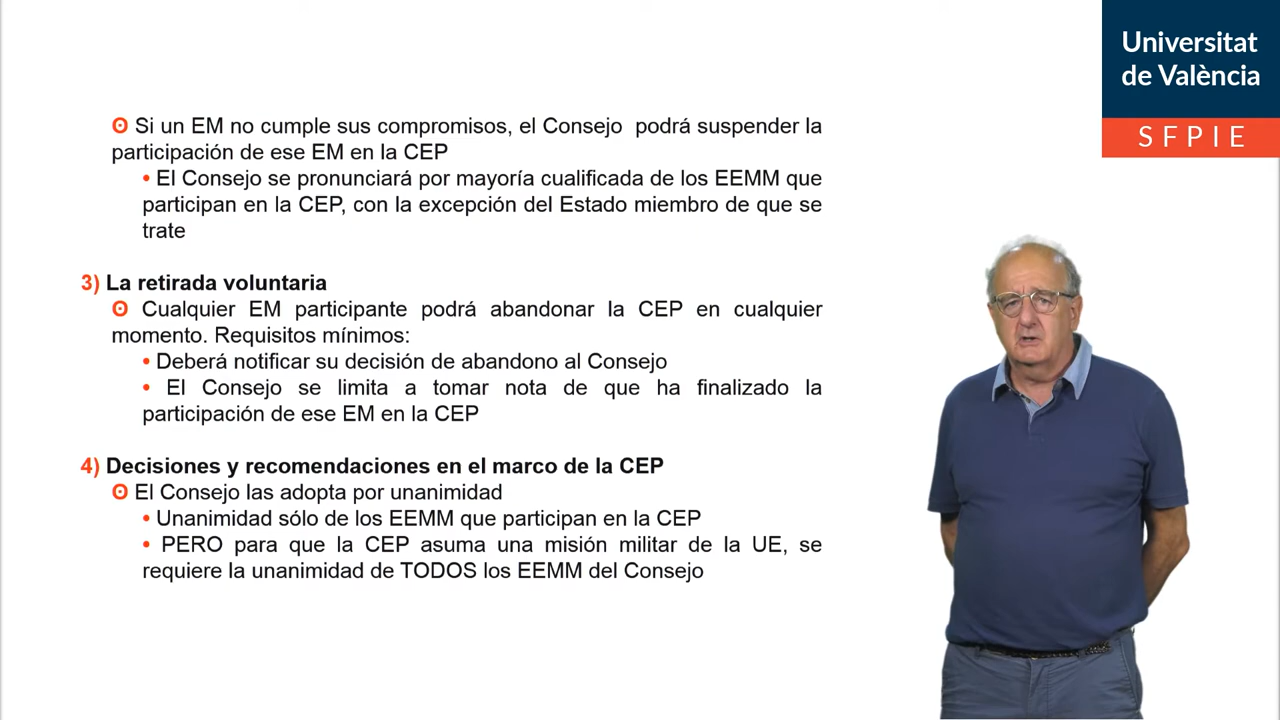 Universitat
de València
SFPIE
ʘ Si un EM no cumple sus compromisos, el Consejo podrá suspender la
participación de ese EM en la CEP
• El Consejo se pronunciará por mayoría cualificada de los EEMM que
participan en la CEP, con la excepción del Estado miembro de que se
trate
3) La retirada voluntaria
ʘ Cualquier EM participante podrá abandonar la CEP en cualquier
momento. Requisitos mínimos:
• Deberá notificar su decisión de abandono al Consejo
• El Consejo se limita a tomar nota de que ha finalizado la
participación de ese EM en la CEP
4) Decisiones y recomendaciones en el marco de la CEP
ʘ El Consejo las adopta por unanimidad
• Unanimidad sólo de los EEMM que participan en la CEP
• PERO para que la CEP asuma una misión militar de la UE, se
requiere la unanimidad de TODOS los EEMM del Consejo